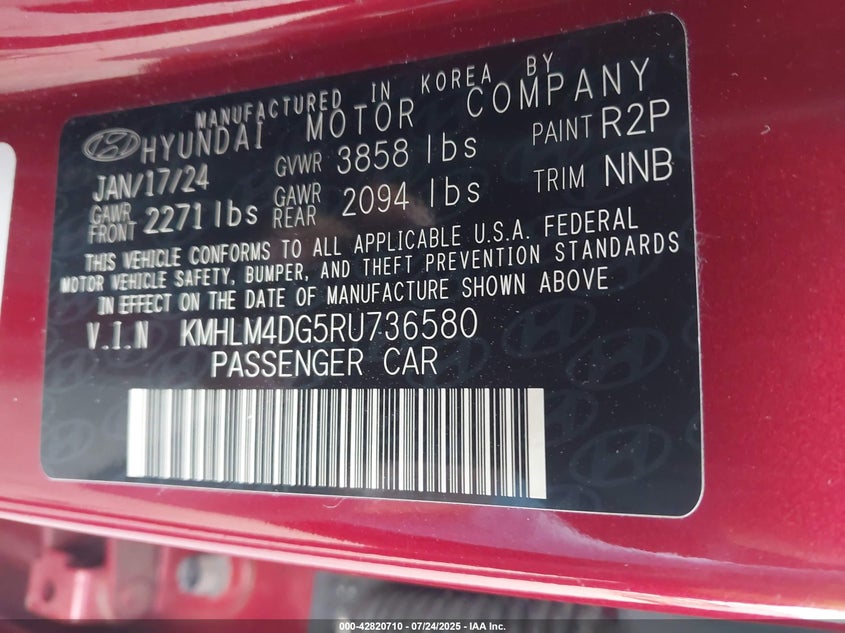 MANUFACTURED IN KOREA BY
HYUNDAI MOTOR COMPANY
JAN/17/24 GVWR 3858 lbs PAINT R2P
GAWR FRONT 2271 lbs GAWR REAR 2094 lbs TRIM NNB
THIS VEHICLE CONFORMS TO ALL APPLICABLE U.S.A. FEDERAL
MOTOR VEHICLE SAFETY, BUMPER, AND THEFT PREVENTION STANDARDS
IN EFFECT ON THE DATE OF MANUFACTURE SHOWN ABOVE
V.I.N KMHLM4DG5RU736580
PASSENGER CAR
000-42820710 - 07/24/2025 - IAA Inc.